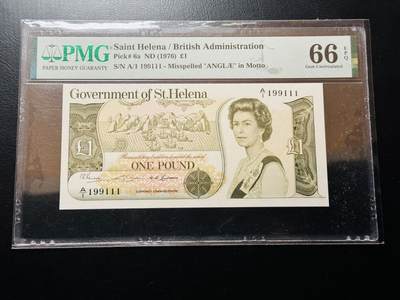 PMG
PAPER MONEY GUARANTY
Saint Helena / British Administration
Pick# 6a ND (1976) £1
S/N A/1 199111 - Misspelled "ANGLÆ" in Motto
66 EPQ
Gem Uncirculated
Government of St. Helena
A/1 199111
£1
£1
ONE POUND
A/1 199111